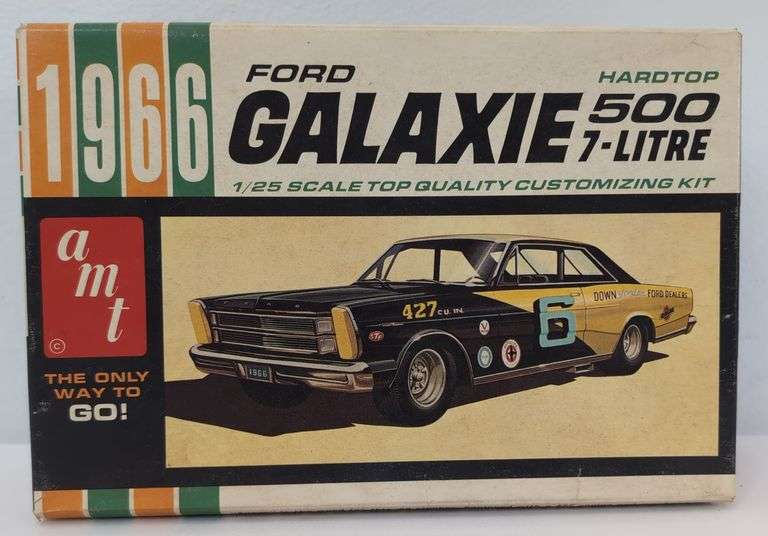 1966
FORD
HARDTOP
GALAXIE 500
7-LITRE
1/25 SCALE TOP QUALITY CUSTOMIZING KIT
amt
©
THE ONLY
WAY TO
GO!
427 CU. IN.
STP
6
DOWN FORD DEALERS
1966